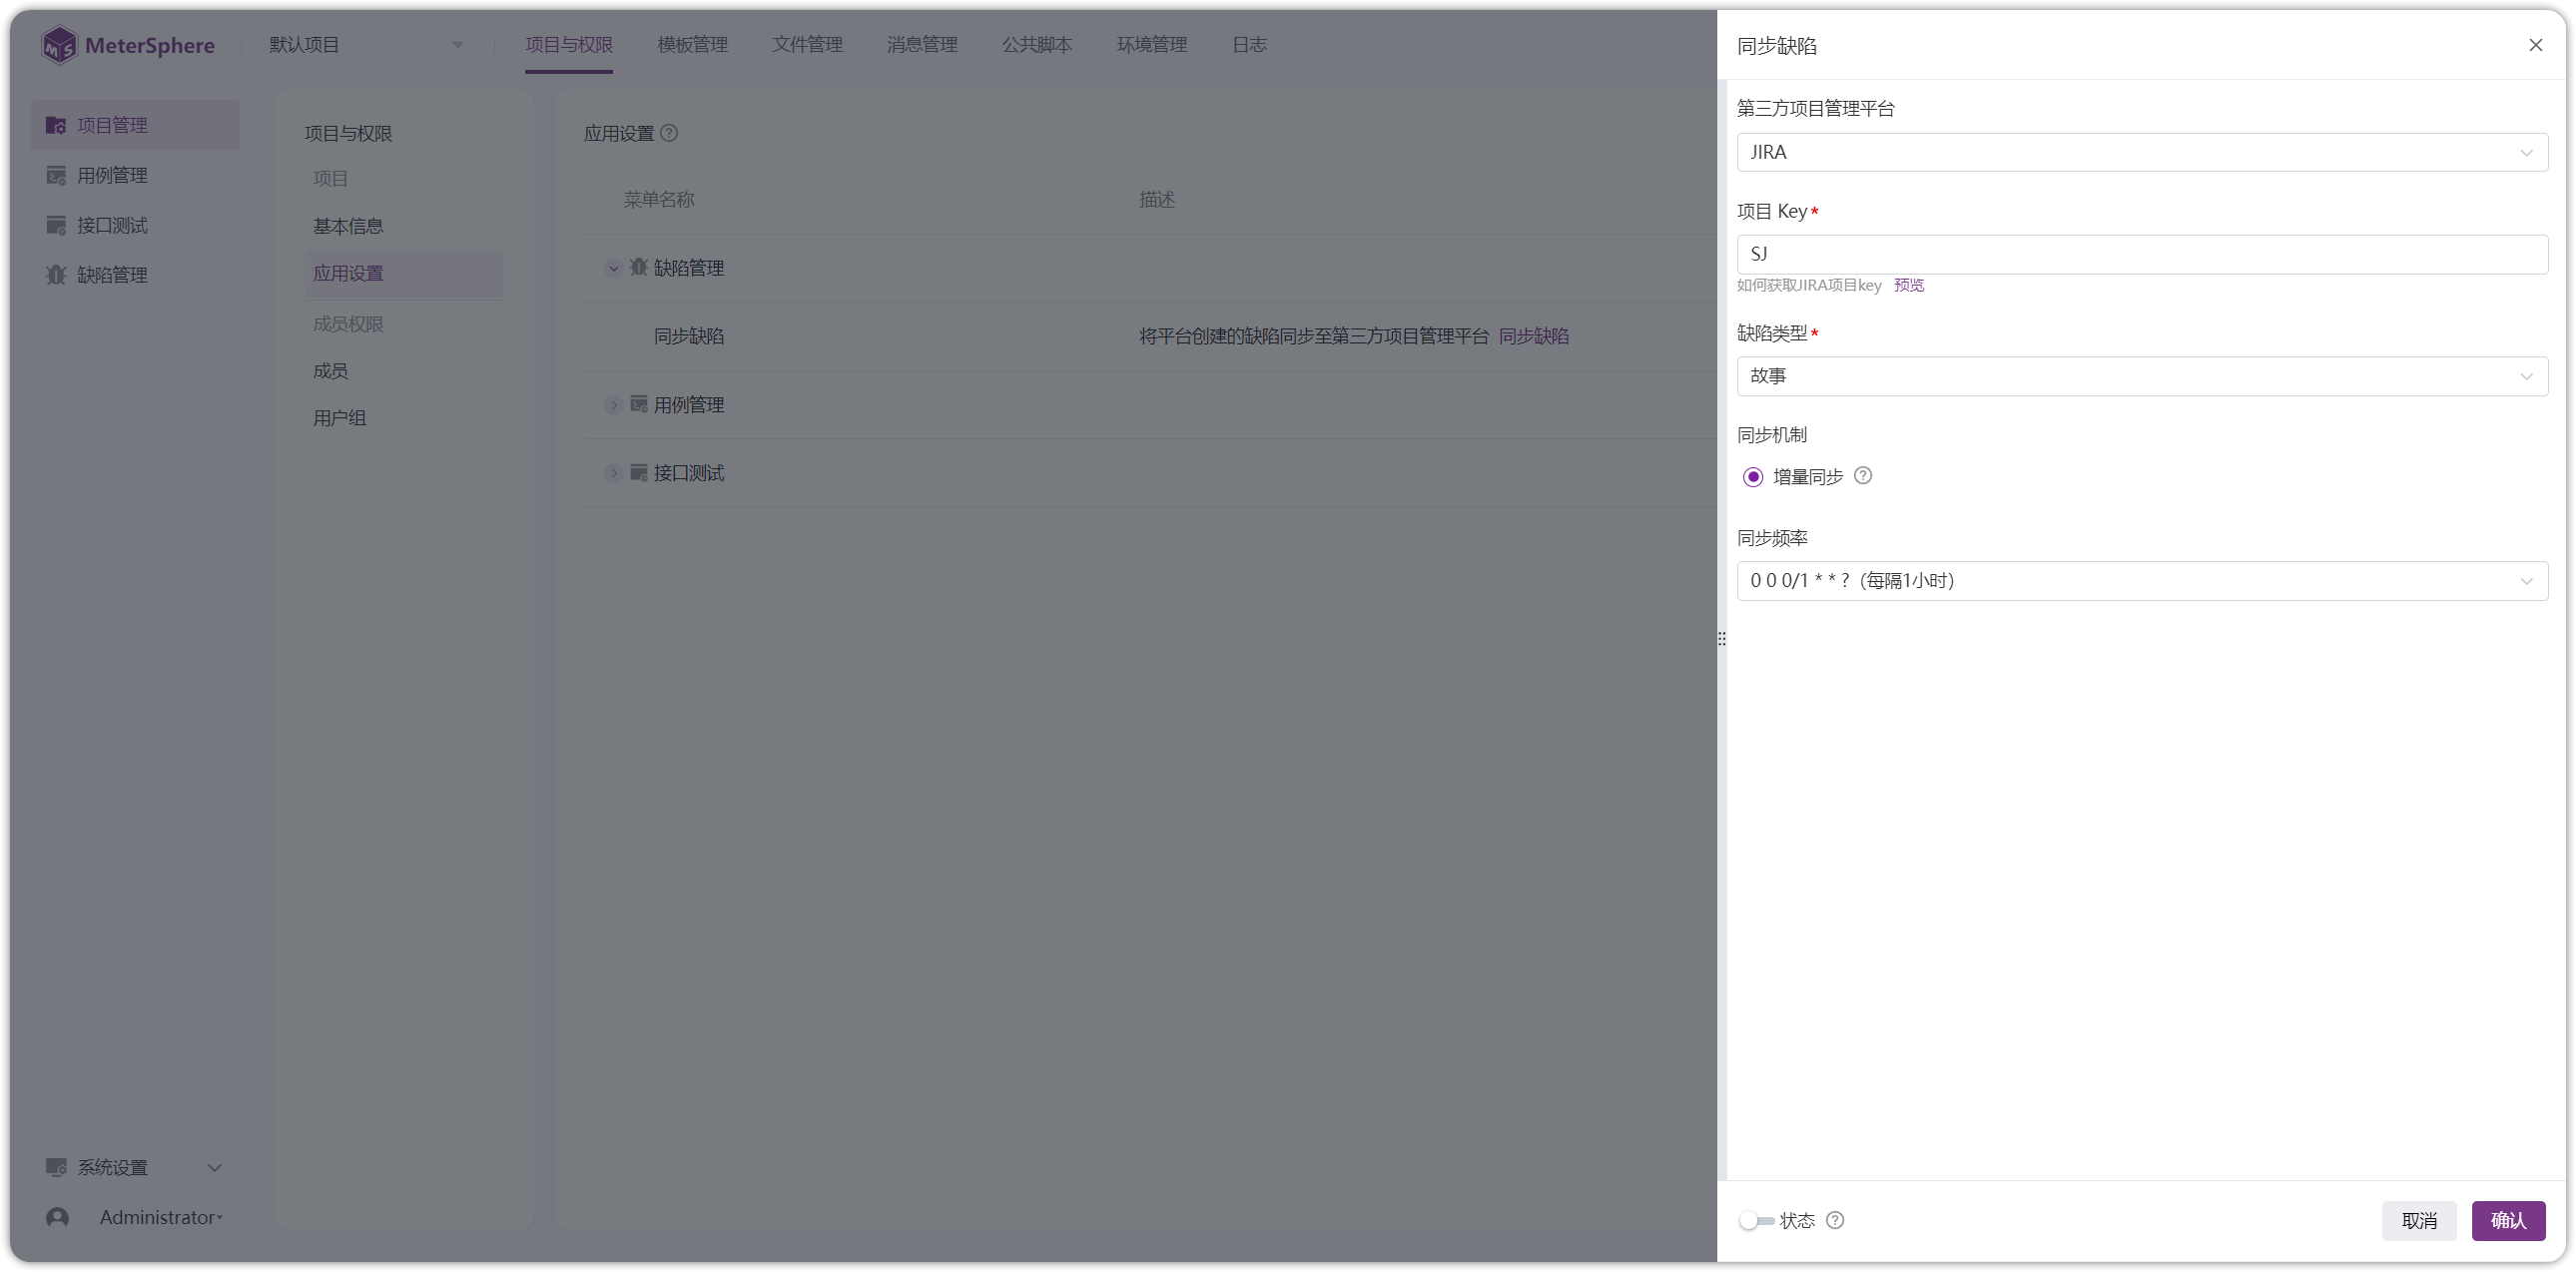 MeterSphere
默认项目
项目与权限
模板管理
文件管理
消息管理
公共脚本
环境管理
日志
项目管理
用例管理
接口测试
缺陷管理
系统设置
Administrator
项目与权限
项目
基本信息
应用设置
成员权限
成员
用户组
应用设置
菜单名称 描述
缺陷管理
同步缺陷 将平台创建的缺陷同步至第三方项目管理平台 同步缺陷
用例管理
接口测试
同步缺陷
第三方项目管理平台
JIRA
项目 Key*
SJ
如何获取JIRA项目key 预览
缺陷类型*
故事
同步机制
增量同步
同步频率
0 0 0/1 * * ?（每隔1小时）
状态
取消
确认